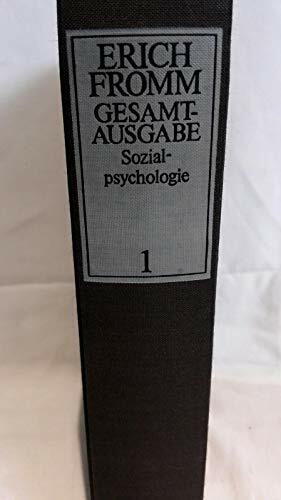 ERICH
FROMM
GESAMT-
AUSGABE
Sozial-
psychologie
1